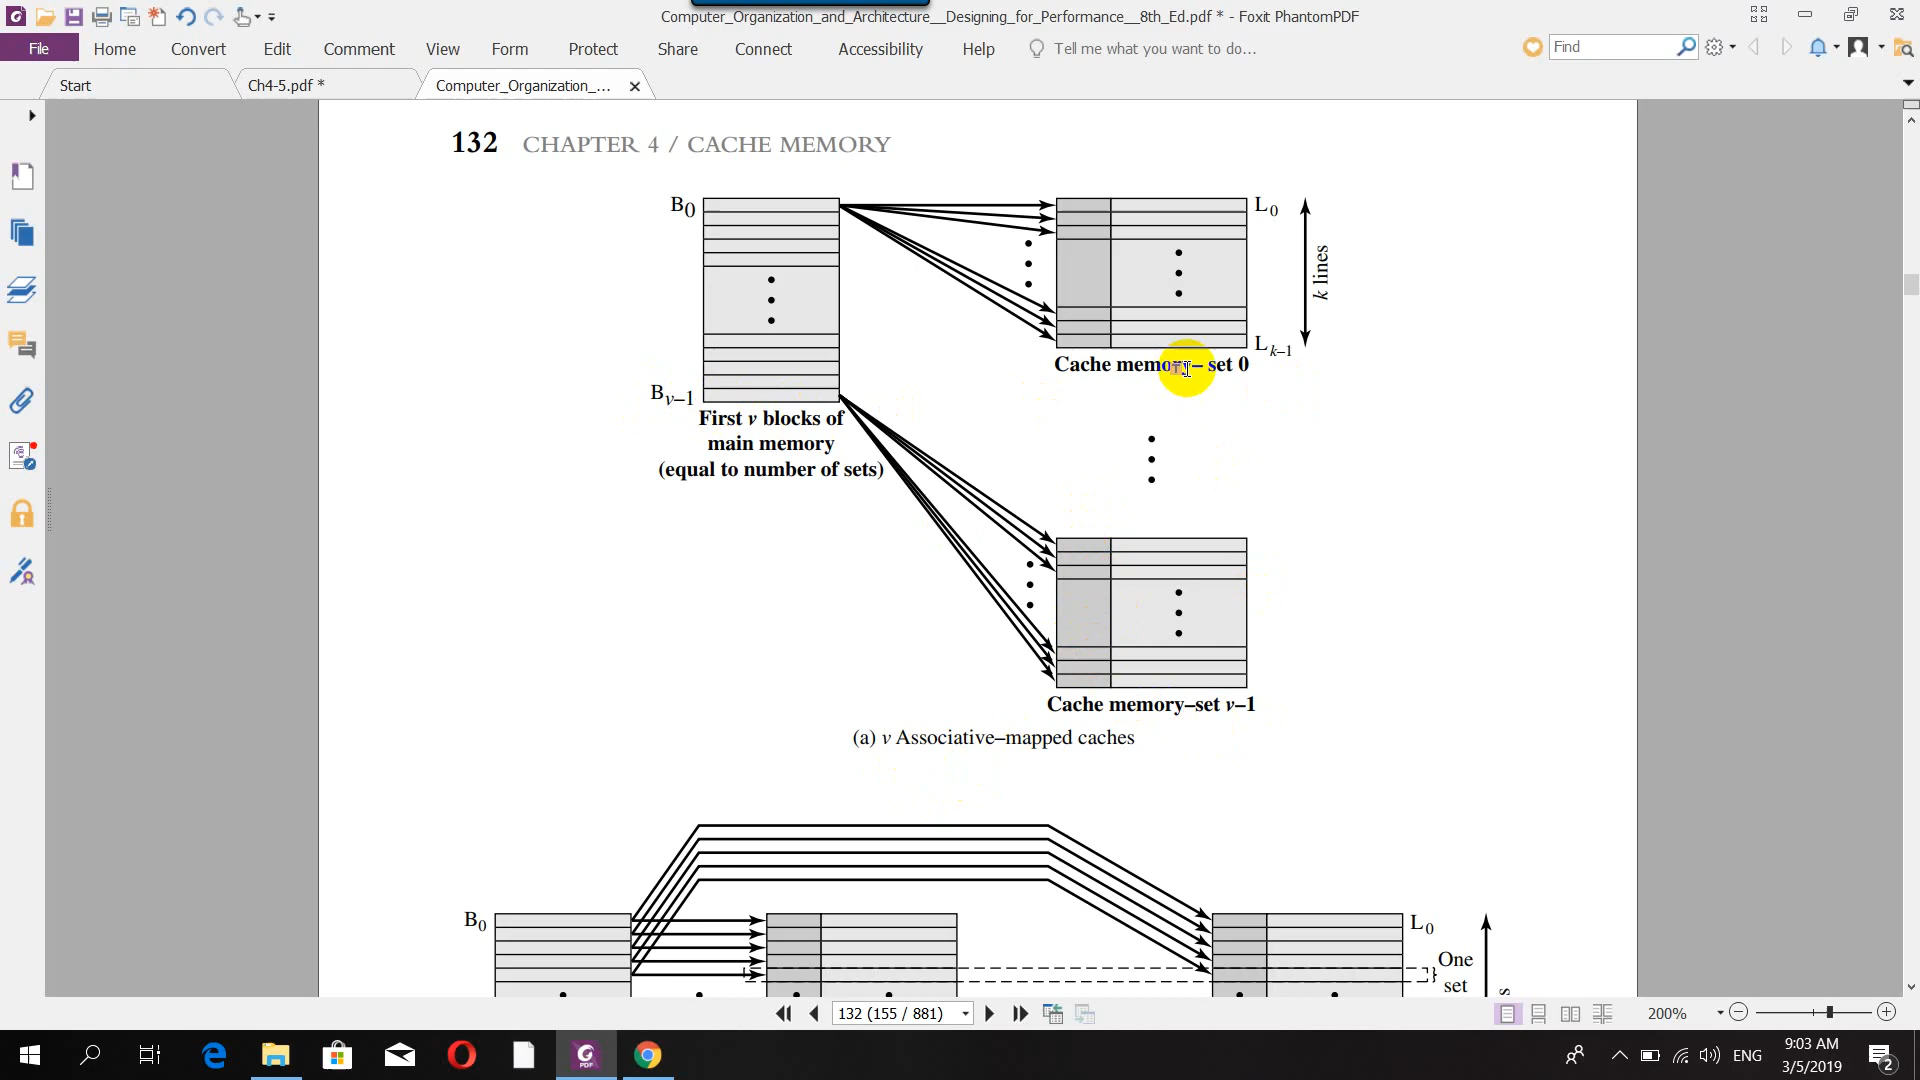 Computer_Organization_and_Architecture__Designing_for_Performance__8th_Ed.pdf * - Foxit PhantomPDF
File Home Convert Edit Comment View Form Protect Share Connect Accessibility Help Tell me what you want to do... Find
Start Ch4-5.pdf * Computer_Organization_...
132 CHAPTER 4 / CACHE MEMORY
B0 L0
k lines
Lk–1
Cache memory– set 0
Bv–1
First v blocks of
main memory
(equal to number of sets)
Cache memory–set v–1
(a) v Associative–mapped caches
B0 L0
One
set
132 (155 / 881) 200%
ENG 9:03 AM
3/5/2019 2
PDF